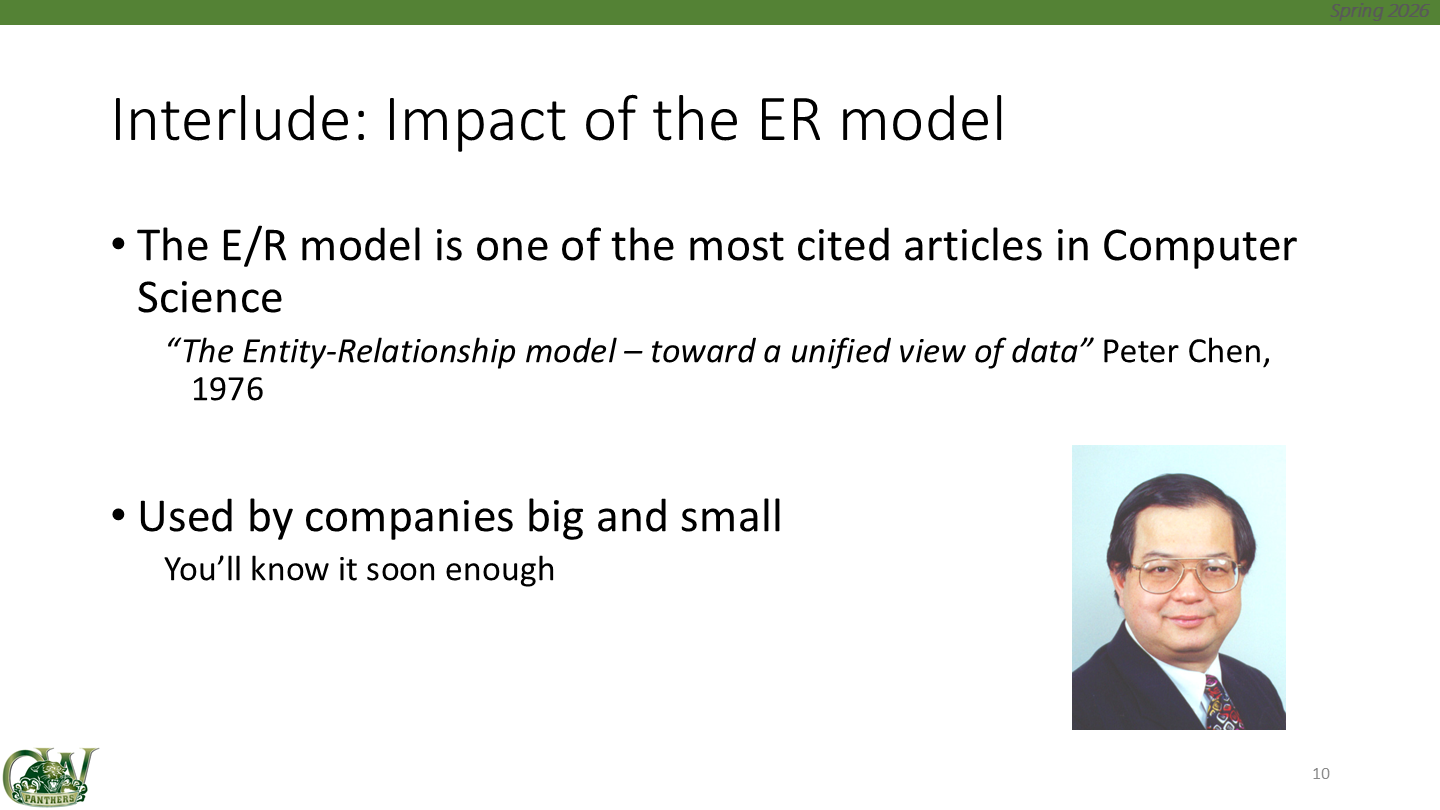 Spring 2026
Interlude: Impact of the ER model
• The E/R model is one of the most cited articles in Computer
Science
“The Entity-Relationship model – toward a unified view of data” Peter Chen,
1976
• Used by companies big and small
You’ll know it soon enough
OW
PANTHERS
10